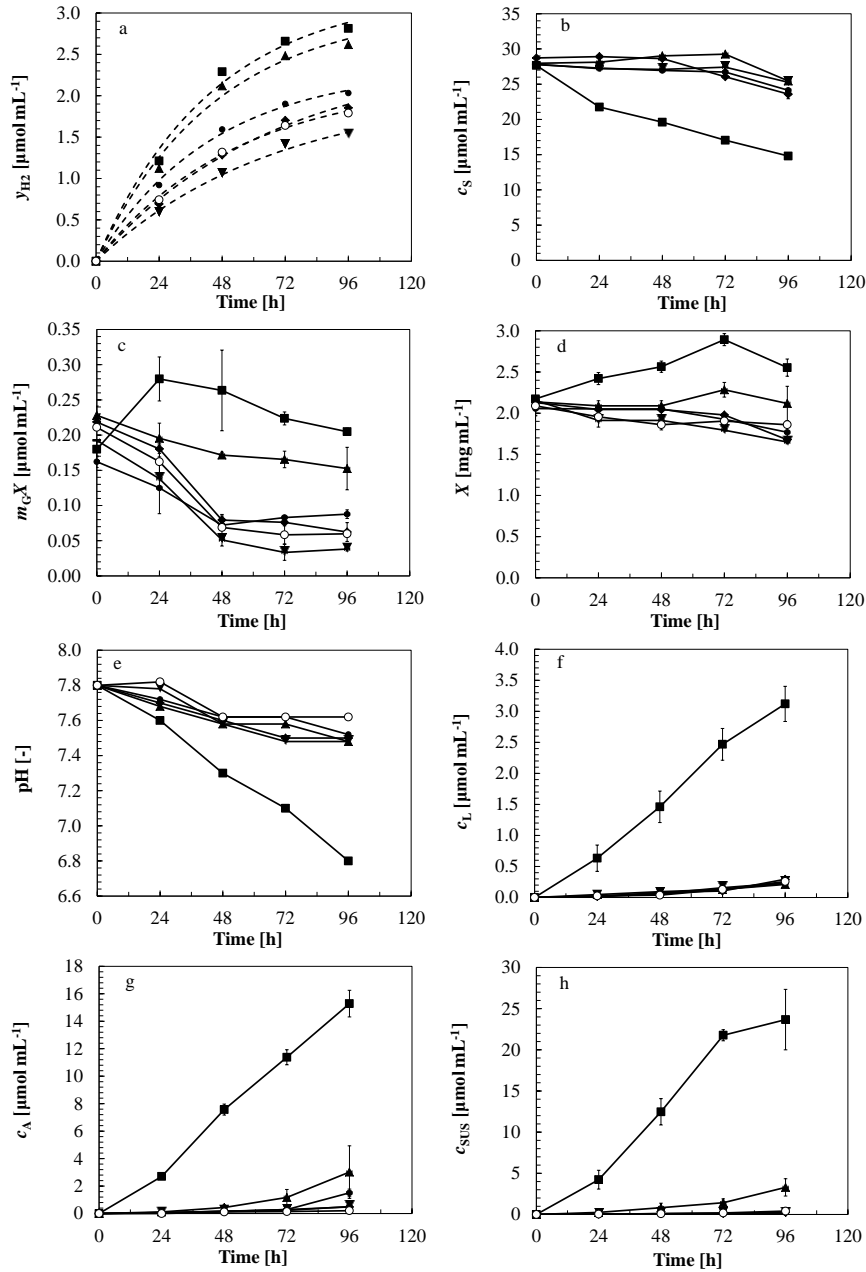 a
3.0
2.5
2.0
1.5
1.0
0.5
0.0
y_H2 [µmol mL⁻¹]
0 24 48 72 96 120
Time [h]
b
35
30
25
20
15
10
5
0
c_S [µmol mL⁻¹]
0 24 48 72 96 120
Time [h]
c
0.35
0.30
0.25
0.20
0.15
0.10
0.05
0.00
m_G X [µmol mL⁻¹]
0 24 48 72 96 120
Time [h]
d
3.0
2.5
2.0
1.5
1.0
0.5
0.0
X [mg mL⁻¹]
0 24 48 72 96 120
Time [h]
e
7.8
8.0
7.6
7.4
7.2
7.0
6.8
6.6
pH [-]
0 24 48 72 96 120
Time [h]
f
4.0
3.5
3.0
2.5
2.0
1.5
1.0
0.5
0.0
c_L [µmol mL⁻¹]
0 24 48 72 96 120
Time [h]
g
18
16
14
12
10
8
6
4
2
0
c_A [µmol mL⁻¹]
0 24 48 72 96 120
Time [h]
h
30
25
20
15
10
5
0
c_SUS [µmol mL⁻¹]
0 24 48 72 96 120
Time [h]